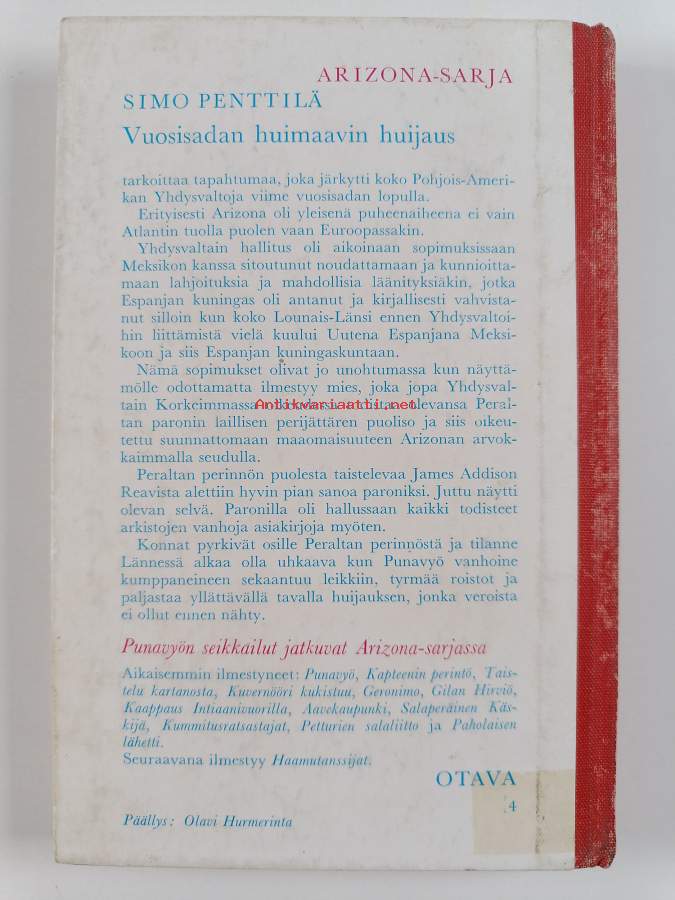 ARIZONA-SARJA
SIMO PENTTILÄ
Vuosisadan huimaavin huijaus
tarkoittaa tapahtumaa, joka järkytti koko Pohjois-Ameri-
kan Yhdysvaltoja viime vuosisadan lopulla.
Erityisesti Arizona oli yleisenä puheenaiheena ei vain
Atlantin tuolla puolen vaan Euroopassakin.
Yhdysvaltain hallitus oli aikoinaan sopimuksissaan
Meksikon kanssa sitoutunut noudattamaan ja kunnioitta-
maan lahjoituksia ja mahdollisia läänityksiäkin, jotka
Espanjan kuningas oli antanut ja kirjallisesti vahvista-
nut silloin kun koko Lounais-Länsi ennen Yhdysvaltoi-
hin liittämistä vielä kuului Uutena Espanjana Meksi-
koon ja siis Espanjan kuningaskuntaan.
Nämä sopimukset olivat jo unohtumassa kun näyttä-
mölle odottamatta ilmestyy mies, joka jopa Yhdysval-
tain Korkeimmassa olevansa Peral-
Antikvariaatti.net
tan paronin laillisen perijättären puoliso ja siis oikeu-
tettu suunnattomaan maaomaisuuteen Arizonan arvok-
kaimmalla seudulla.
Peraltan perinnön puolesta taistelevaa James Addison
Reavista alettiin hyvin pian sanoa paroniksi. Juttu näytti
olevan selvä. Paronilla oli hallussaan kaikki todisteet
arkistojen vanhoja asiakirjoja myöten.
Konnat pyrkivät osille Peraltan perinnöstä ja tilanne
Lännessä alkaa olla uhkaava kun Punavyö vanhoine
kumppaneineen sekaantuu leikkiin, tyrmää roistot ja
paljastaa yllättävällä tavalla huijauksen, jonka veroista
ei ollut ennen nähty.
Punavyön seikkailut jatkuvat Arizona-sarjassa
Aikaisemmin ilmestyneet: Punavyö, Kapteenin perintö, Tais-
telu kartanosta, Kuvernööri kukistuu, Geronimo, Gilan Hirviö,
Kaappaus Intiaanivuorilla, Aavekaupunki, Salaperäinen Käs-
kijä, Kummitusratsastajat, Petturien salaliitto ja Paholaisen
lähetti.
Seuraavana ilmestyy Haamutanssijat.
OTAVA
4
Päällys: Olavi Hurmerinta